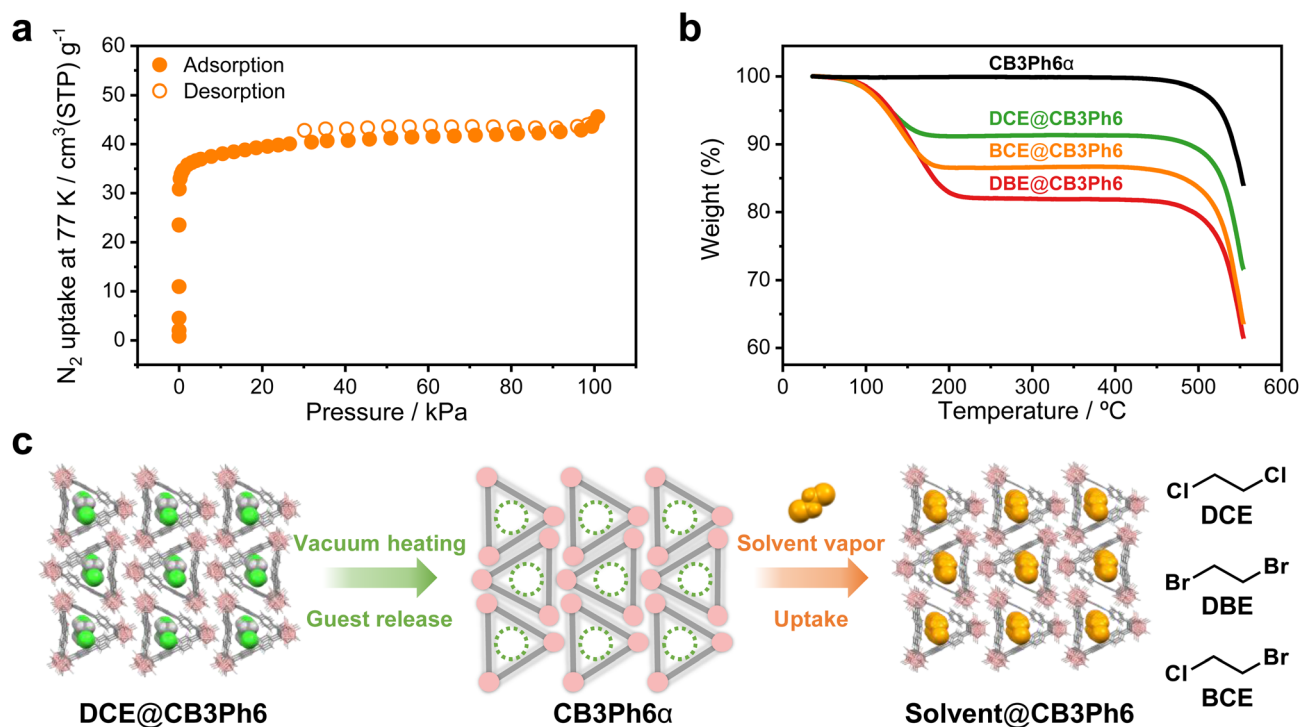 a
N₂ uptake at 77 K / cm³(STP) g⁻¹
60
50
40
30
20
10
0
Adsorption
Desorption
0 20 40 60 80 100
Pressure / kPa
b
Weight (%)
100
90
80
70
60
CB3Ph6α
DCE@CB3Ph6
BCE@CB3Ph6
DBE@CB3Ph6
0 100 200 300 400 500 600
Temperature / ºC
c
Vacuum heating
Guest release
Solvent vapor
Uptake
DCE@CB3Ph6
CB3Ph6α
Solvent@CB3Ph6
Cl Cl
DCE
Br Br
DBE
Cl Br
BCE